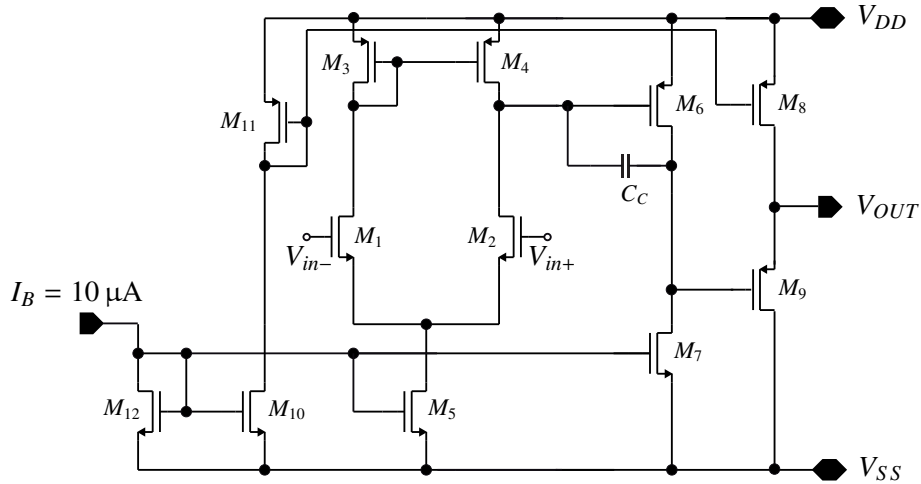 V_DD
M_3
M_4
M_6
M_8
M_11
C_C
V_OUT
M_1
M_2
V_in−
V_in+
M_9
I_B = 10 μA
M_7
M_12
M_10
M_5
V_SS